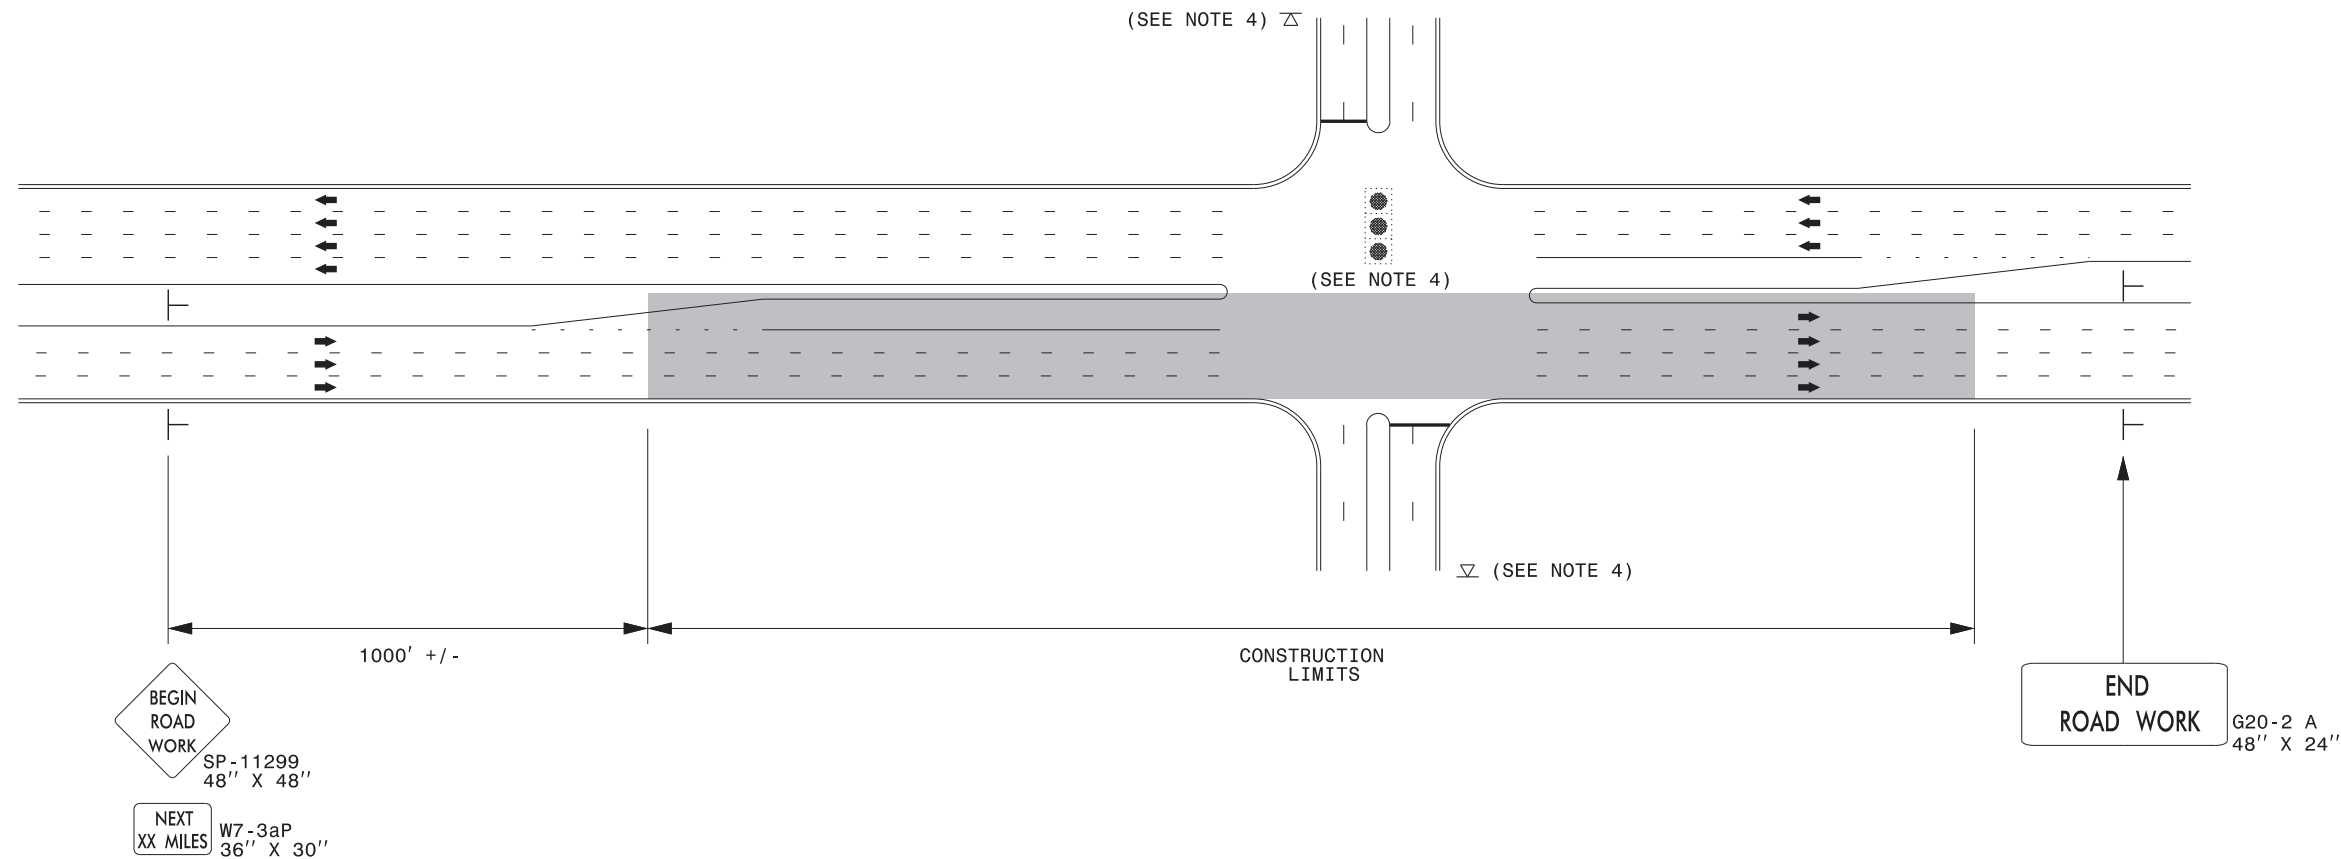 (SEE NOTE 4)
(SEE NOTE 4)
(SEE NOTE 4)
1000' +/-
CONSTRUCTION
LIMITS
BEGIN
ROAD
WORK
SP-11299
48'' X 48''
NEXT
XX MILES
W7-3aP
36'' X 30''
END
ROAD WORK
G20-2 A
48'' X 24''